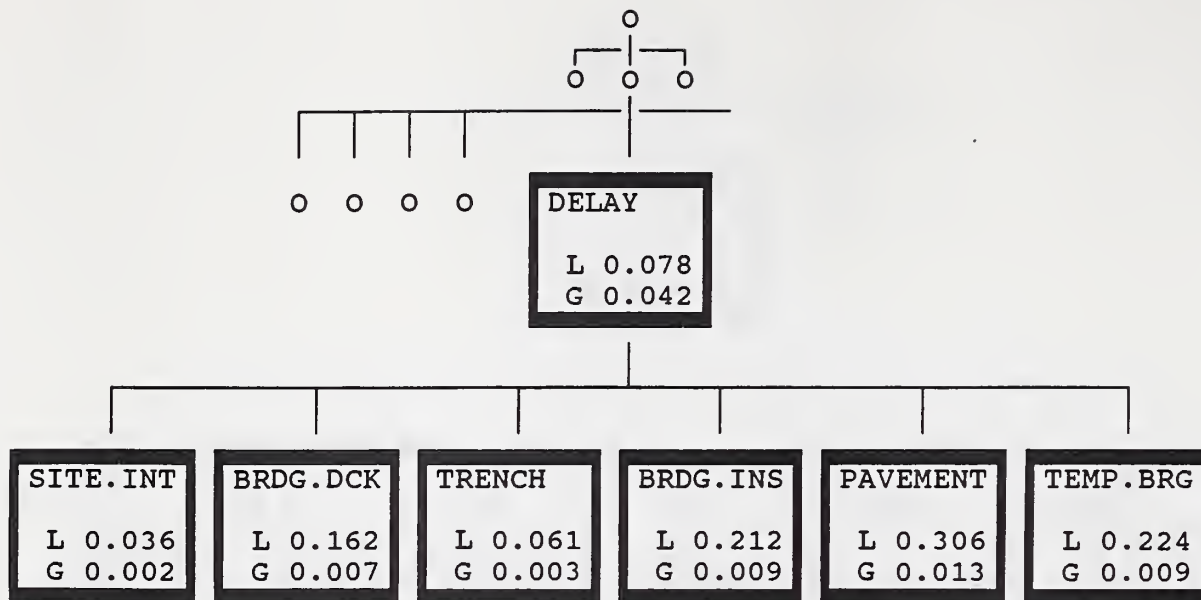 DELAY
L 0.078
G 0.042
SITE.INT
L 0.036
G 0.002
BRDG.DCK
L 0.162
G 0.007
TRENCH
L 0.061
G 0.003
BRDG.INS
L 0.212
G 0.009
PAVEMENT
L 0.306
G 0.013
TEMP.BRG
L 0.224
G 0.009